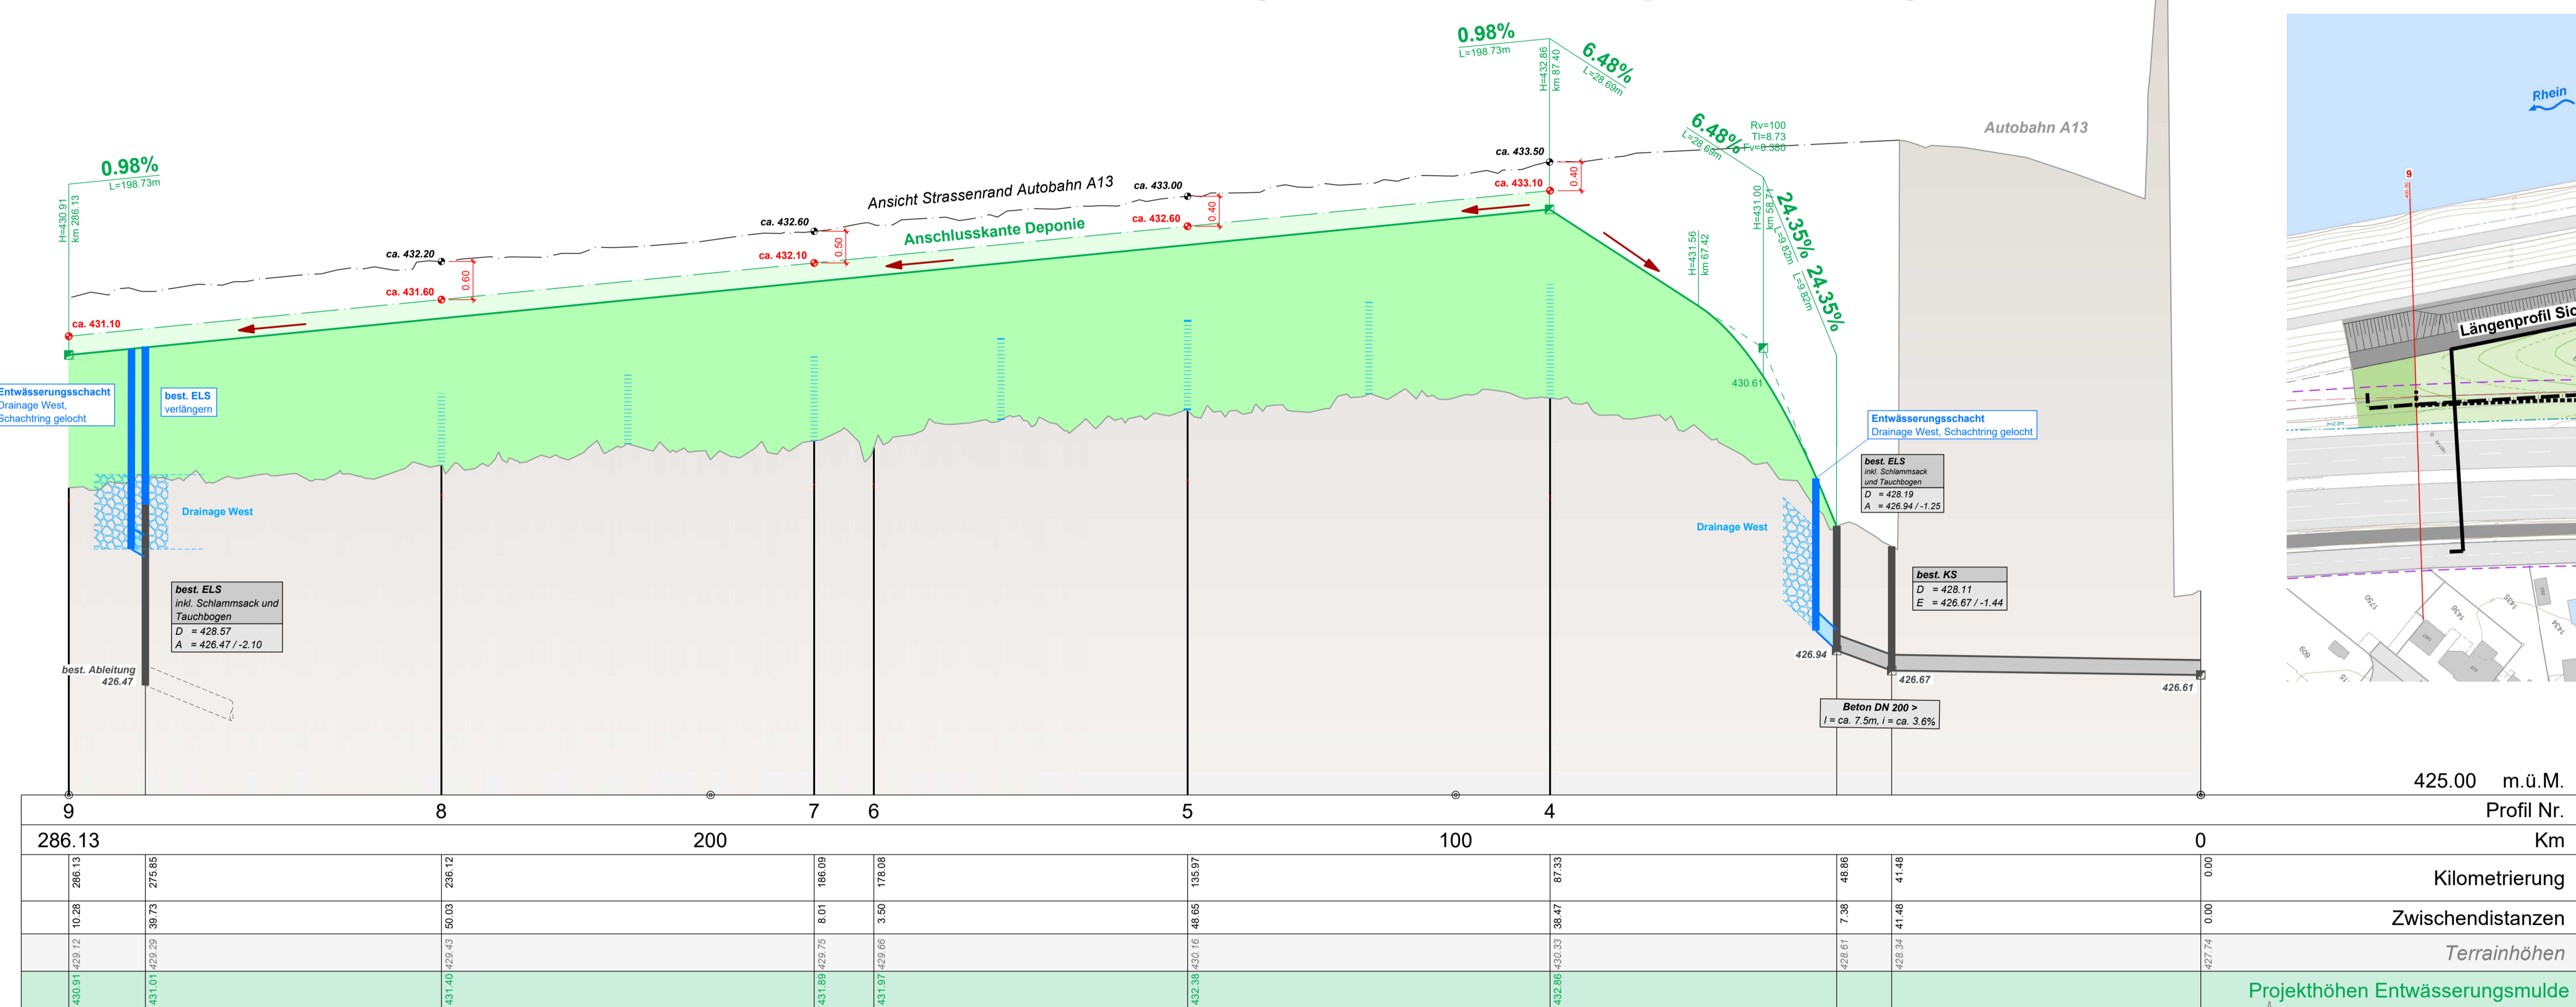 0.98%
L=198.73m
H=430.91
km 286.13
0.98%
L=198.73m
H=432.86
km 87.40
6.48%
L=28.69m
6.48%
L=28.69m
Rv=100
Tl=8.73
Fv=0.380
H=431.00
km 58.71
24.35%
L=9.82m
24.35%
L=9.82m
H=431.56
km 67.42
430.61
Autobahn A13
Ansicht Strassenrand Autobahn A13
Anschlusskante Deponie
ca. 431.10
ca. 432.20
ca. 431.60
0.60
ca. 432.60
ca. 432.10
0.50
ca. 433.00
ca. 432.60
0.40
ca. 433.50
ca. 433.10
0.40
Entwässerungsschacht
Drainage West,
Schachtring gelocht
best. ELS
verlängern
Drainage West
best. ELS
inkl. Schlammsack und
Tauchbogen
D = 428.57
A = 426.47 / -2.10
best. Ableitung
426.47
Entwässerungsschacht
Drainage West, Schachtring gelocht
best. ELS
inkl. Schlammsack
und Tauchbogen
D = 428.19
A = 426.94 / -1.25
Drainage West
best. KS
D = 428.11
E = 426.67 / -1.44
426.94
426.67
426.61
Beton DN 200 >
l = ca. 7.5m, i = ca. 3.6%
Rhein
9
Längenprofil Sic
1750
1436
1435
1434
609
425.00 m.ü.M.
9 8 7 6 5 4 Profil Nr.
286.13 200 100 0 Km
286.13 275.85 236.12 186.09 178.08 135.97 87.33 48.86 41.48 0.00 Kilometrierung
10.28 39.73 50.03 8.01 3.50 48.65 38.47 7.38 41.48 0.00 Zwischendistanzen
429.12 429.29 429.43 429.75 429.66 430.16 430.33 428.61 428.34 427.74 Terrainhöhen
430.91 431.01 431.40 431.89 431.97 432.38 432.86 Projekthöhen Entwässerungsmulde